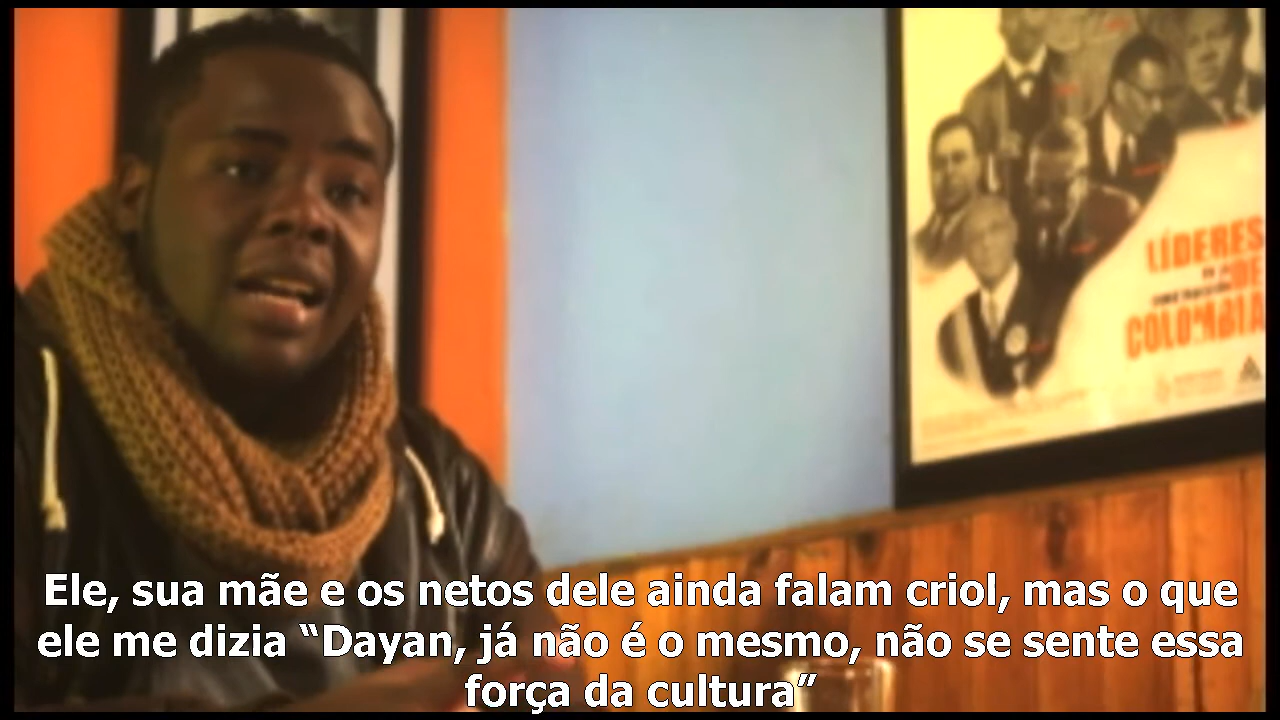 LÍDERES
DE
COLOMBIA
Ele, sua mãe e os netos dele ainda falam criol, mas o que
ele me dizia “Dayan, já não é o mesmo, não se sente essa
força da cultura”